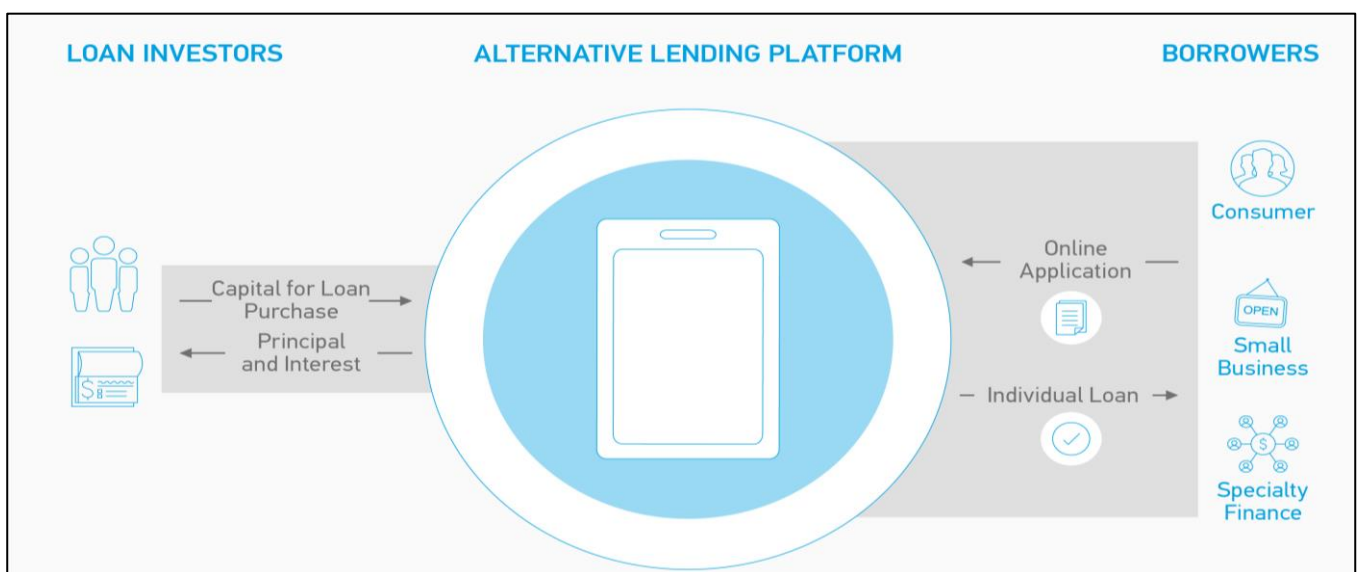 LOAN INVESTORS
ALTERNATIVE LENDING PLATFORM
BORROWERS
Capital for Loan
Purchase
Principal
and Interest
$
Online
Application
Individual Loan
Consumer
OPEN
Small
Business
$
Specialty
Finance